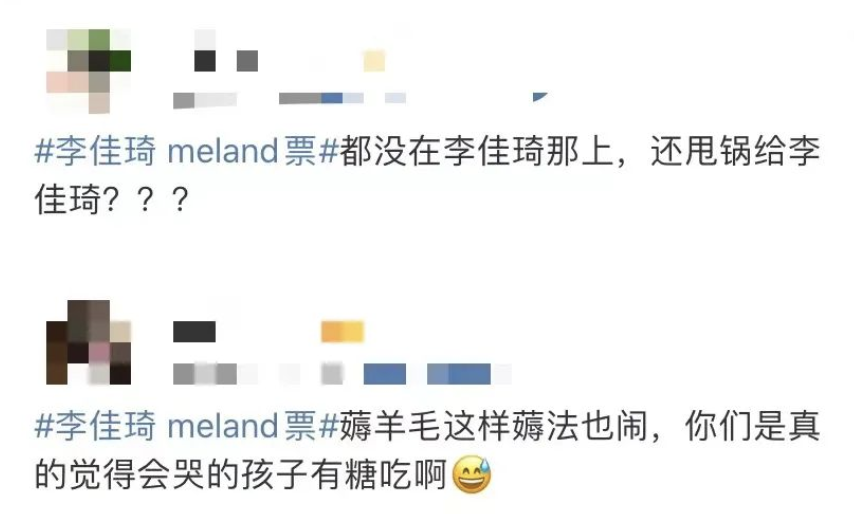 #李佳琦 meland票#都没在李佳琦那上，还甩锅给李
佳琦？？？
#李佳琦 meland票#薅羊毛这样薅法也闹，你们是真
的觉得会哭的孩子有糖吃啊😅